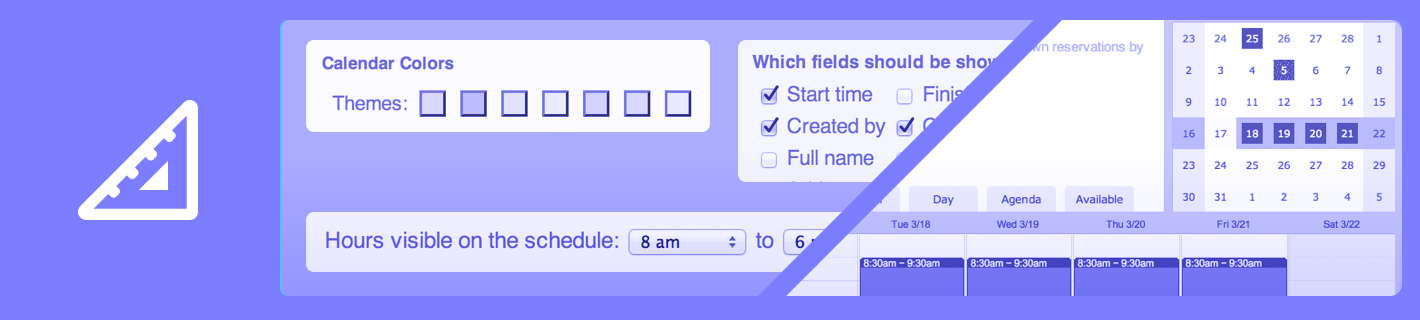 Calendar Colors
Themes:
Which fields should be
Start time
Created by
Full name
Hours visible on the schedule: 8 am to 6
reservations by
23 24 25 26 27 28 1
2 3 4 5 6 7 8
9 10 11 12 13 14 15
16 17 18 19 20 21 22
23 24 25 26 27 28 29
30 31 1 2 3 4 5
Day Agenda Available
Tue 3/18 Wed 3/19 Thu 3/20 Fri 3/21 Sat 3/22
8:30am – 9:30am 8:30am – 9:30am 8:30am – 9:30am 8:30am – 9:30am